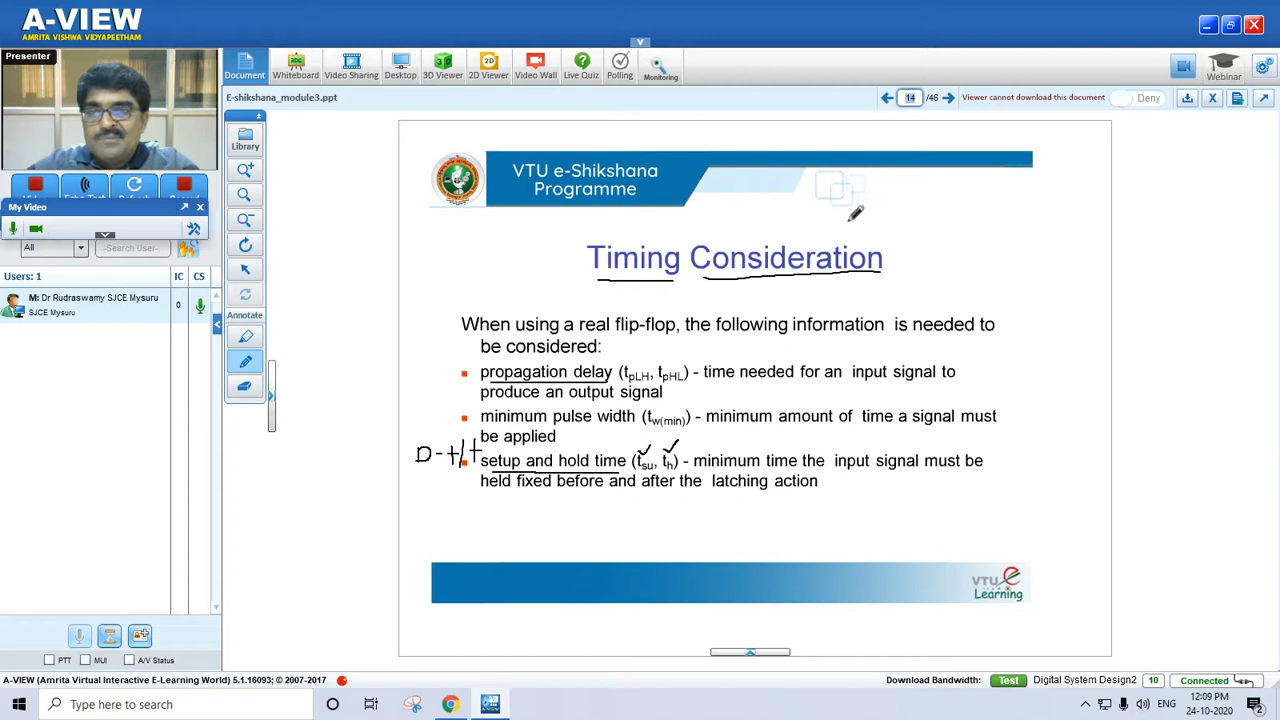 A-VIEW
AMRITA VISHWA VIDYAPEETHAM
Presenter
Document
Whiteboard
Video Sharing
Desktop
3D Viewer
2D Viewer
Video Wall
Live Quiz
Polling
Monitoring
Webinar
E-shikshana_module3.ppt
14 /46
Viewer cannot download this document
Deny
Library
My Video
All
-Search User-
Users: 1
IC
CS
M: Dr Rudraswamy SJCE Mysuru
SJCE Mysuru
0
Annotate
VTU e-Shikshana
Programme
Timing Consideration
When using a real flip-flop, the following information is needed to
be considered:
propagation delay (tpLH, tpHL) - time needed for an input signal to
produce an output signal
minimum pulse width (tw(min)) - minimum amount of time a signal must
be applied
setup and hold time (tsu, th) - minimum time the input signal must be
held fixed before and after the latching action
VTU e
Learning
PTT
MUI
A/V Status
A-VIEW (Amrita Virtual Interactive E-Learning World) 5.1.16093; © 2007-2017
Download Bandwidth:
Test
Digital System Design2
10
Connected
Type here to search
ENG
12:09 PM
24-10-2020
2